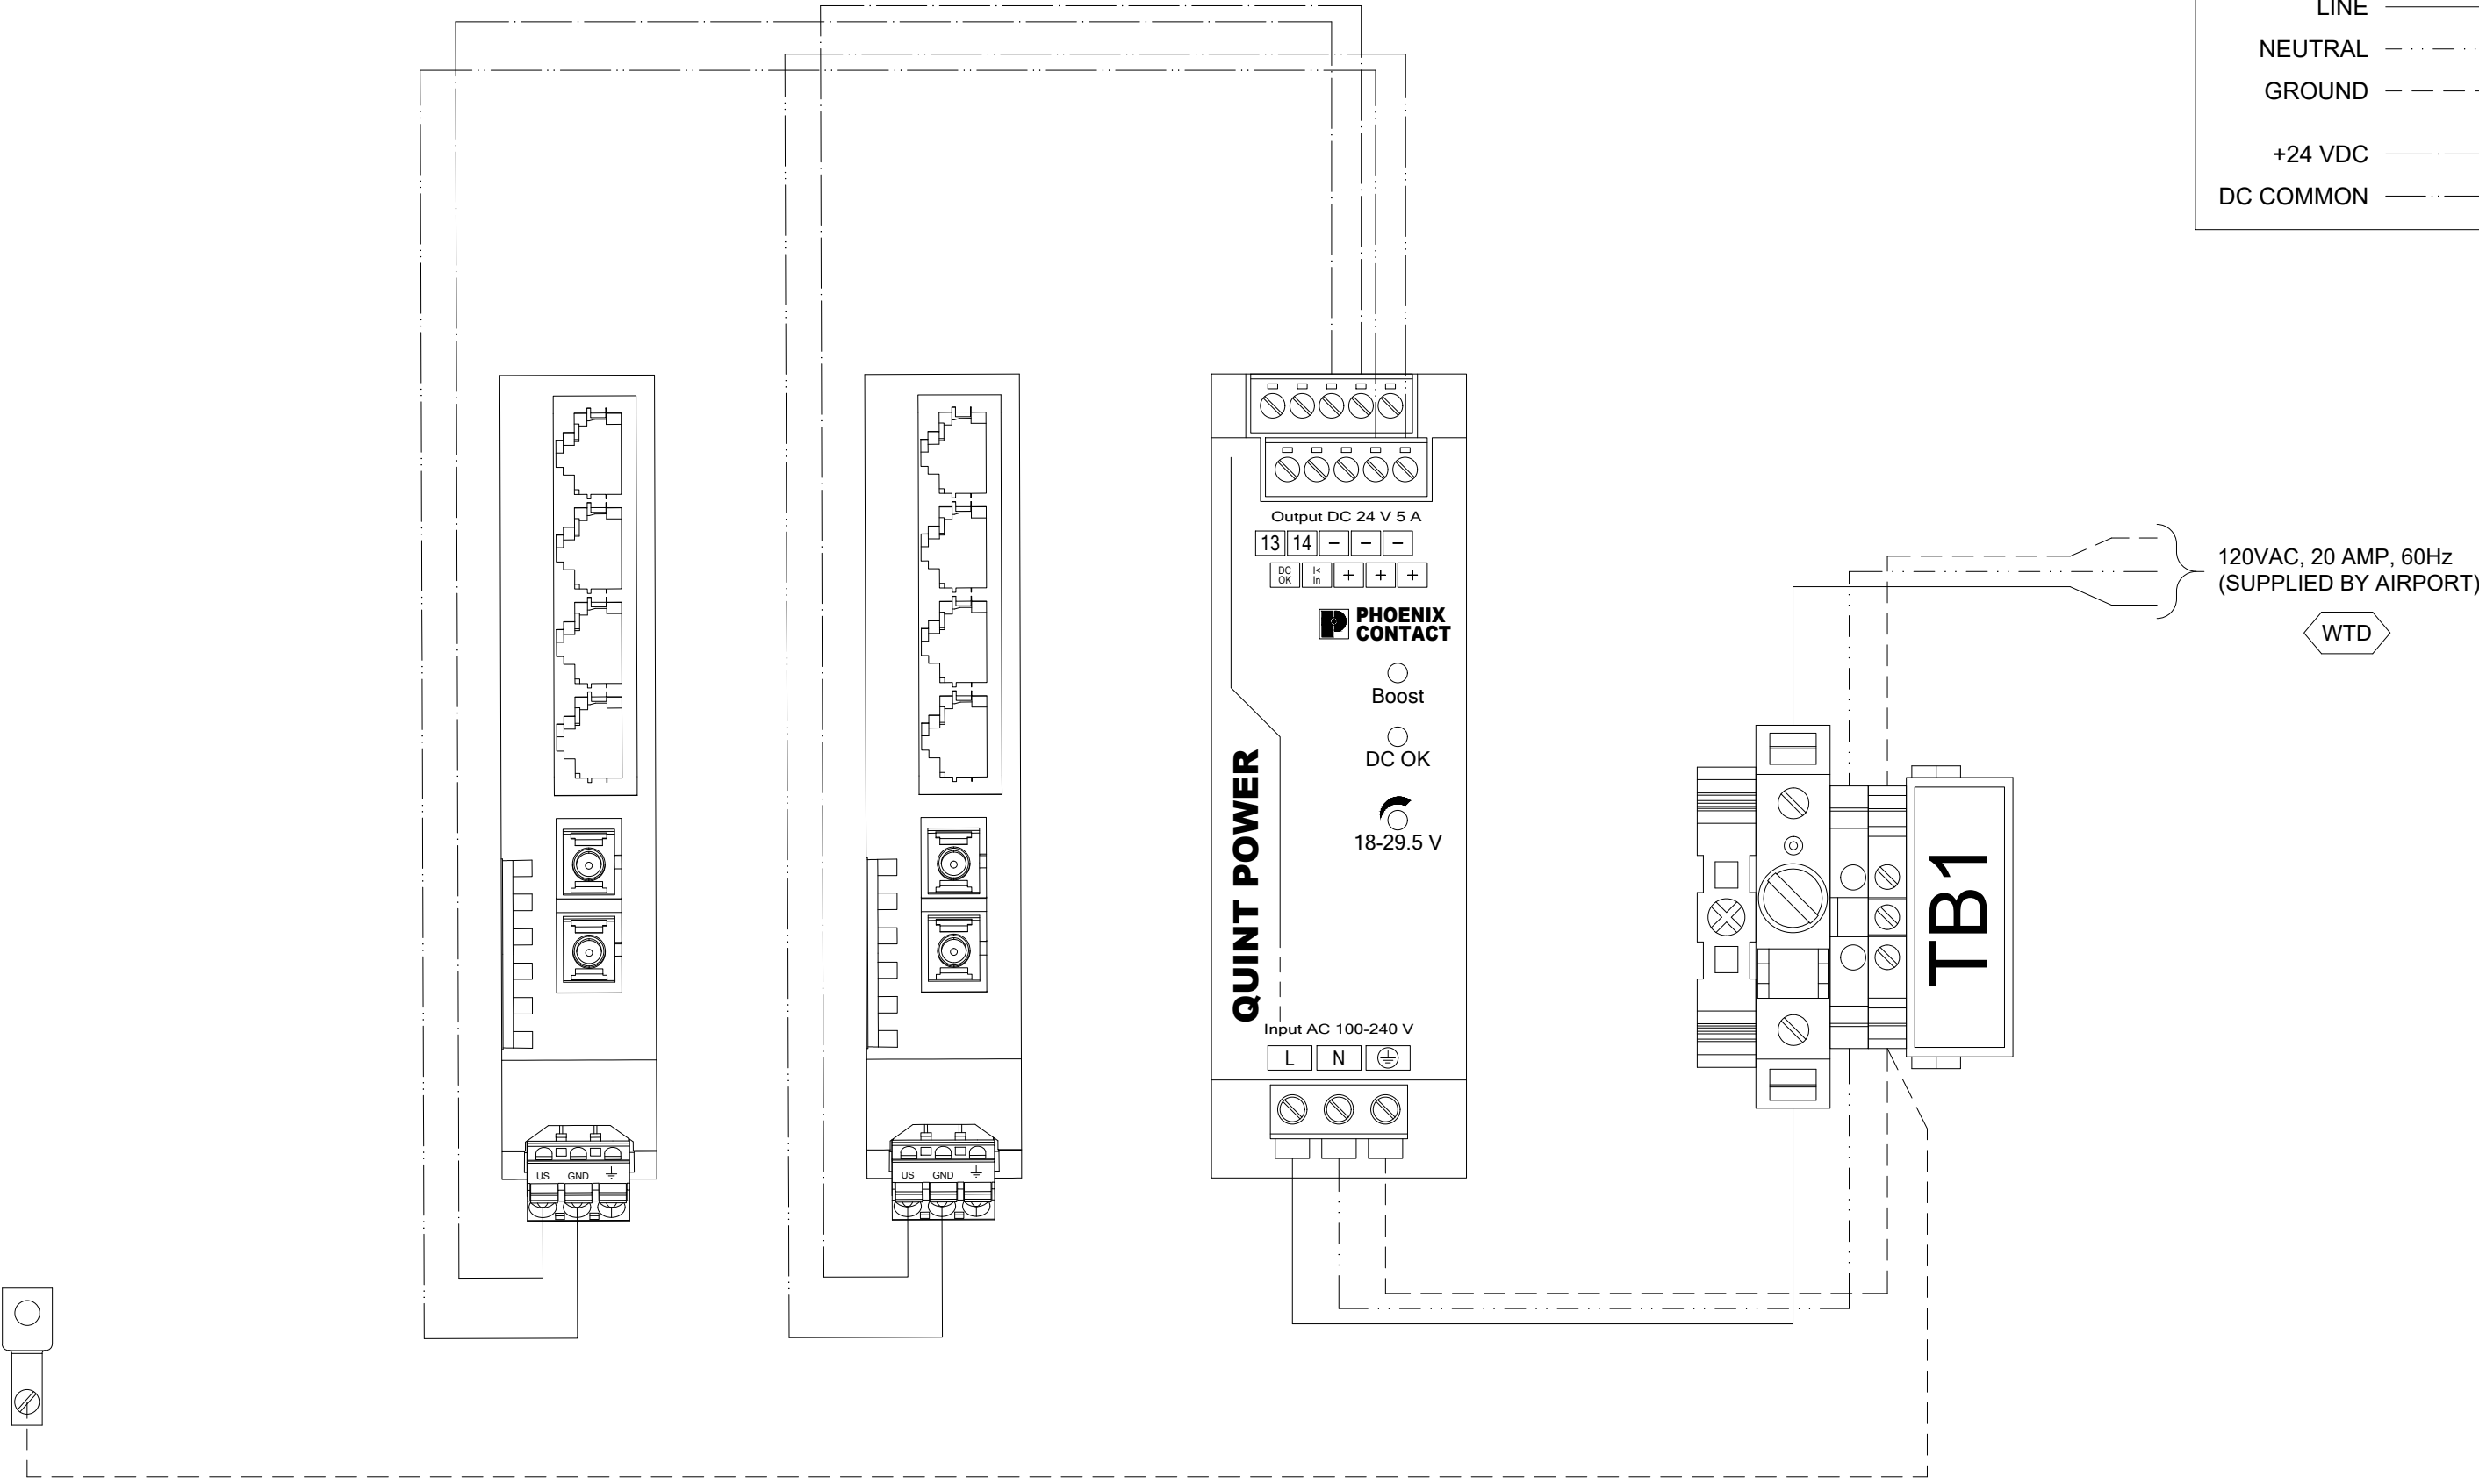 LINE
NEUTRAL
GROUND
+24 VDC
DC COMMON
Output DC 24 V 5 A
13 14 – – –
DC OK I< In + + +
PHOENIX
CONTACT
Boost
DC OK
18-29.5 V
QUINT POWER
Input AC 100-240 V
L N
US GND
US GND
120VAC, 20 AMP, 60Hz
(SUPPLIED BY AIRPORT)
WTD
TB1